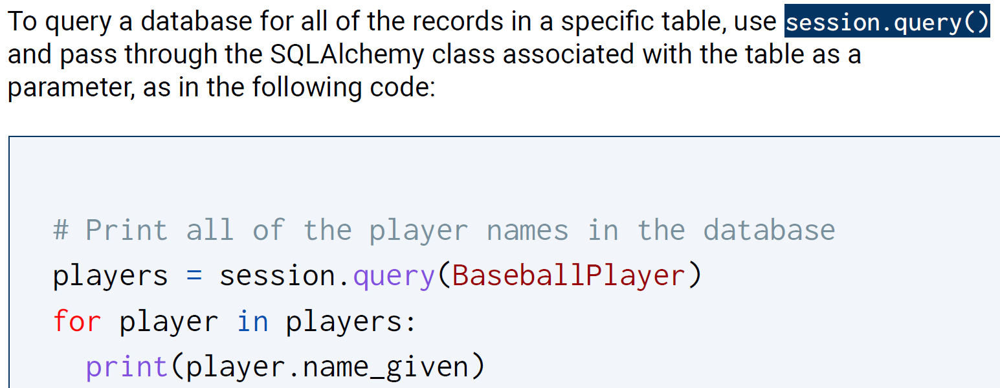 To query a database for all of the records in a specific table, use session.query()
and pass through the SQLAlchemy class associated with the table as a
parameter, as in the following code:
# Print all of the player names in the database
players = session.query(BaseballPlayer)
for player in players:
  print(player.name_given)